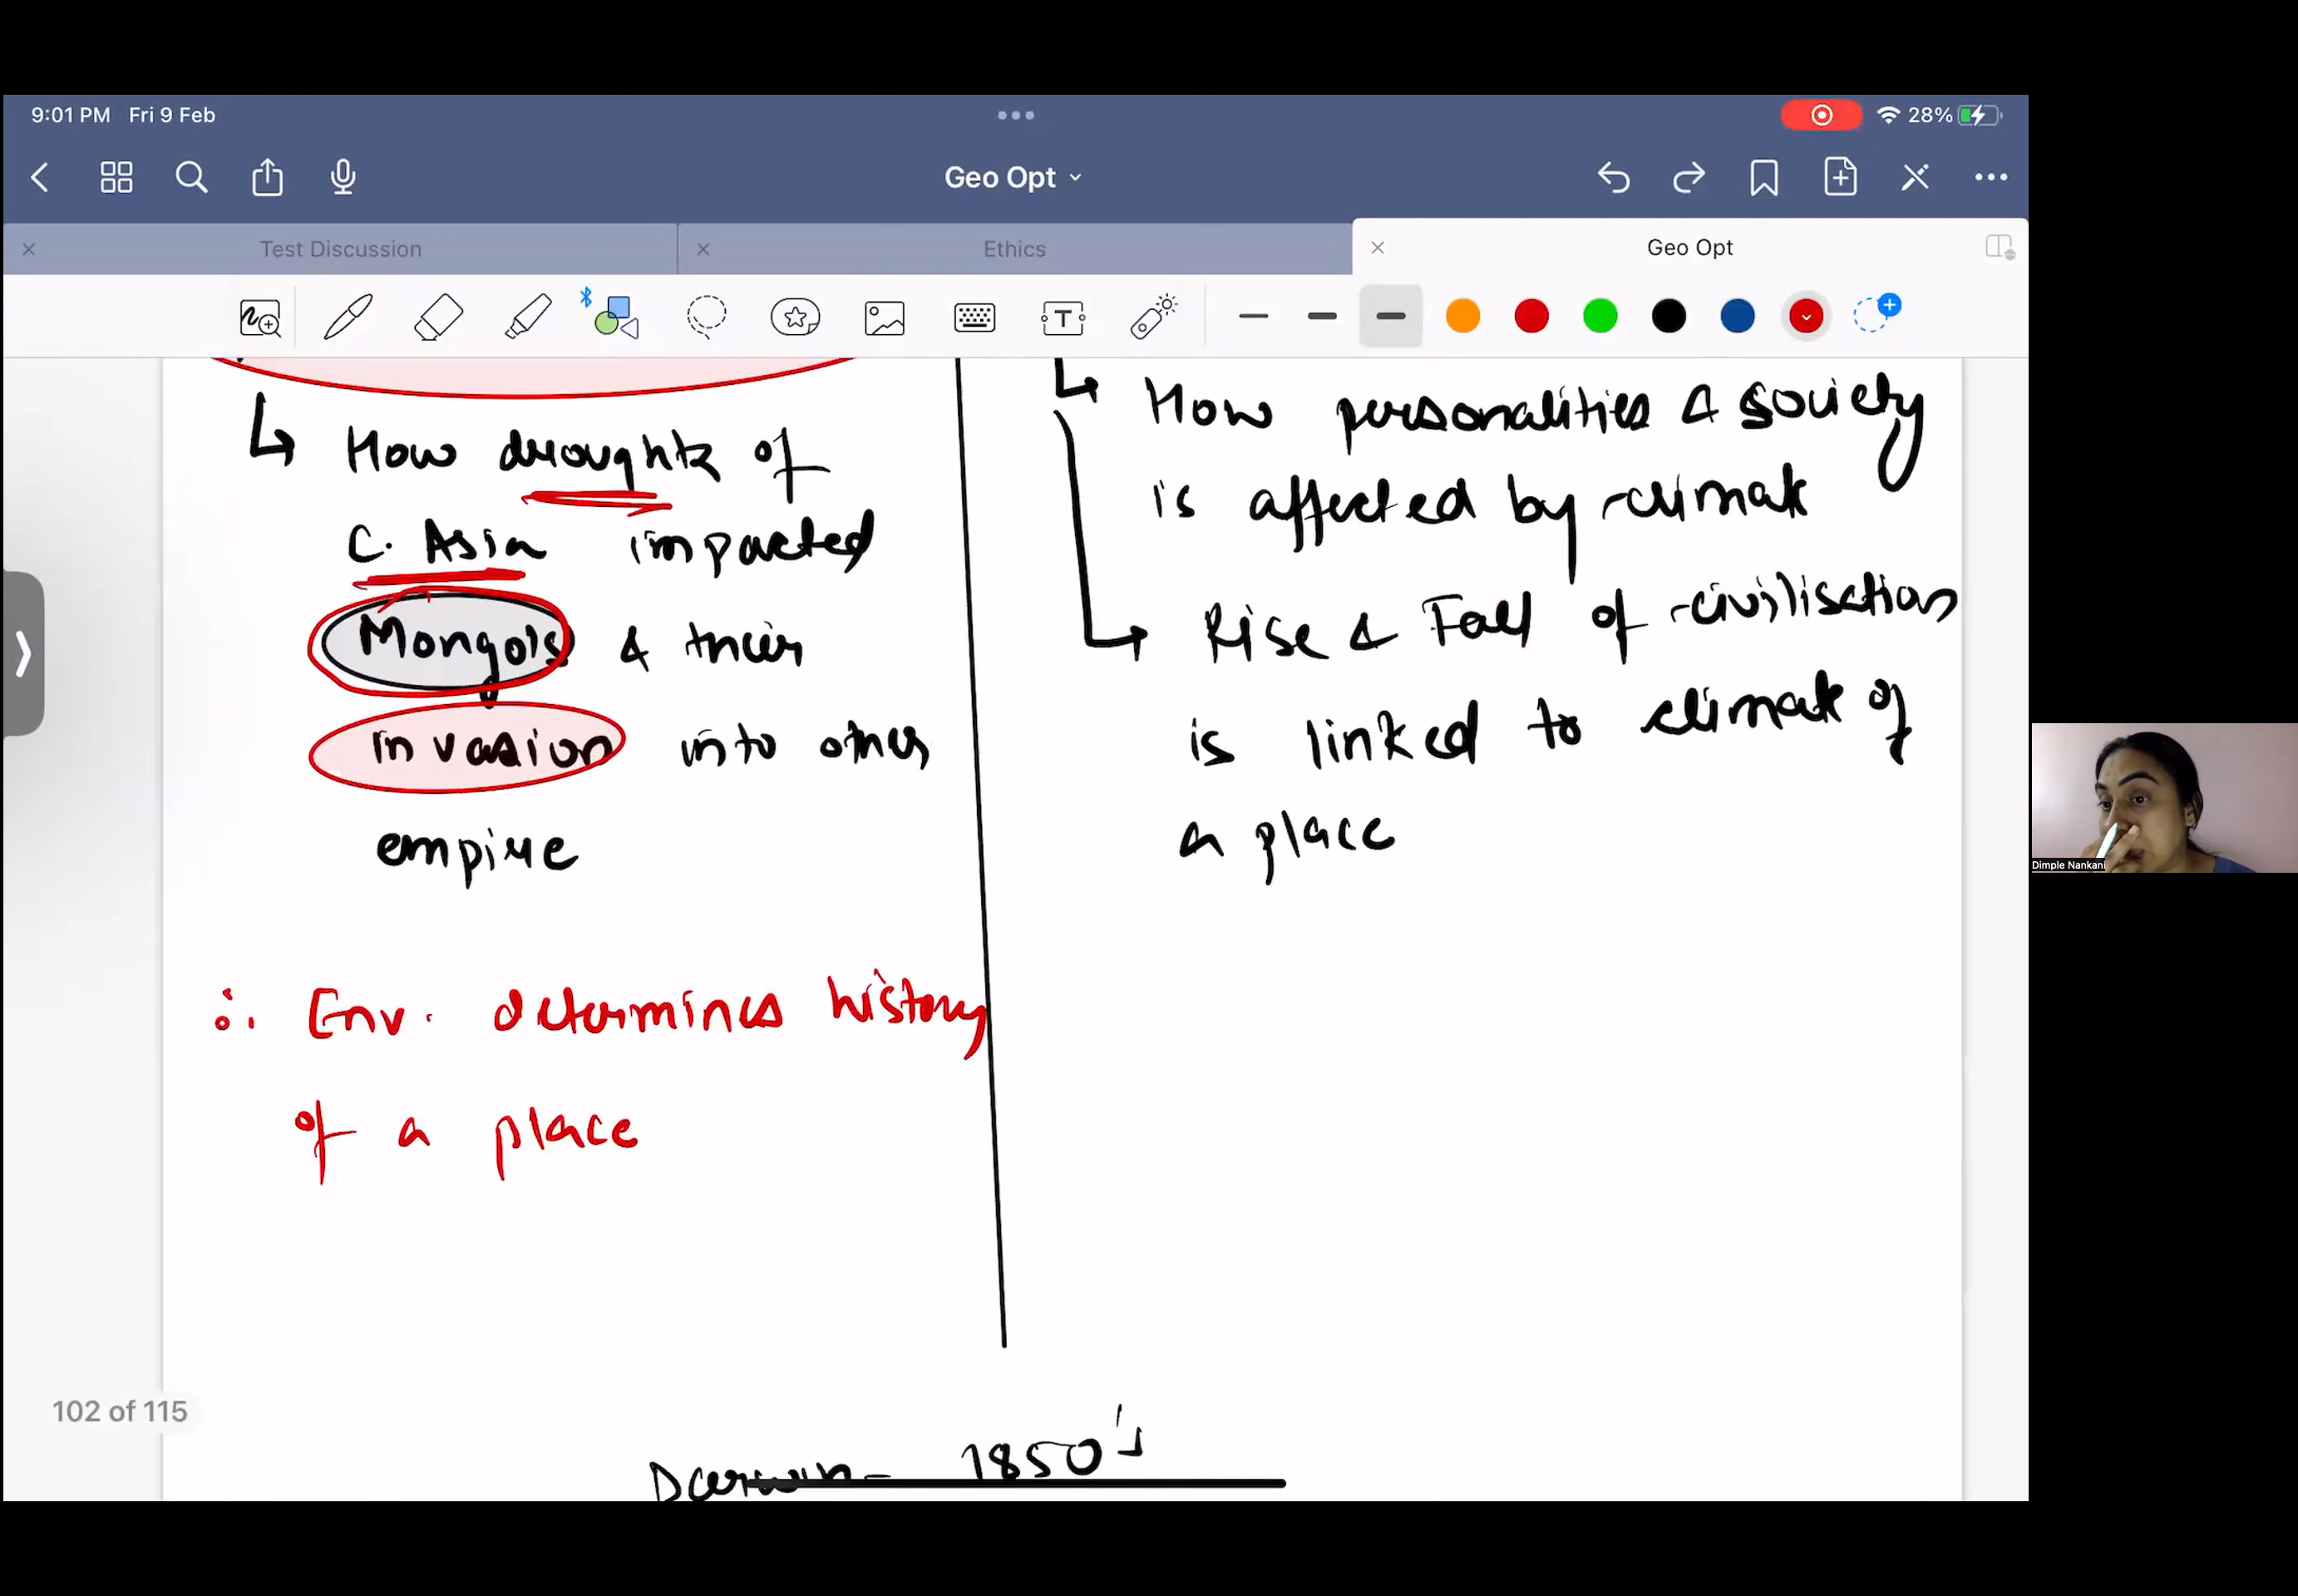 9:01 PM Fri 9 Feb
28%
Geo Opt
Test Discussion
Ethics
Geo Opt
How droughts of
C. Asia impacted
Mongols & their
invasion into other
empire
∴ Env. determines history
of a place
How personalities & society
is affected by climate
Rise & Fall of civilisation
is linked to climate of
a place
Darwin - 1850's
102 of 115
Dimple Nankani